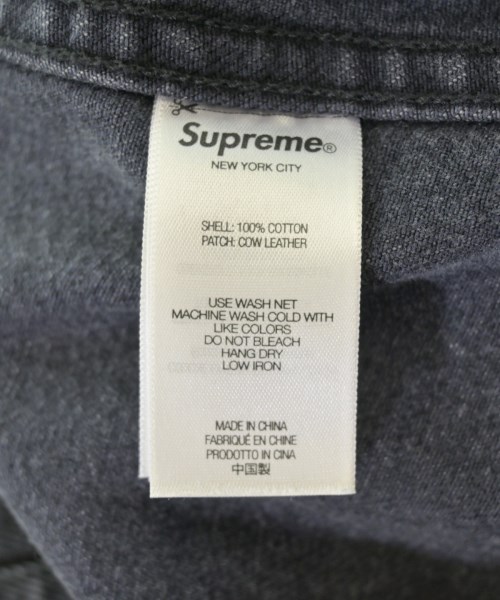 Supreme®
NEW YORK CITY
SHELL: 100% COTTON
PATCH: COW LEATHER
USE WASH NET
MACHINE WASH COLD WITH
LIKE COLORS
DO NOT BLEACH
HANG DRY
LOW IRON
MADE IN CHINA
FABRIQUÉ EN CHINE
PRODOTTO IN CINA
中国製